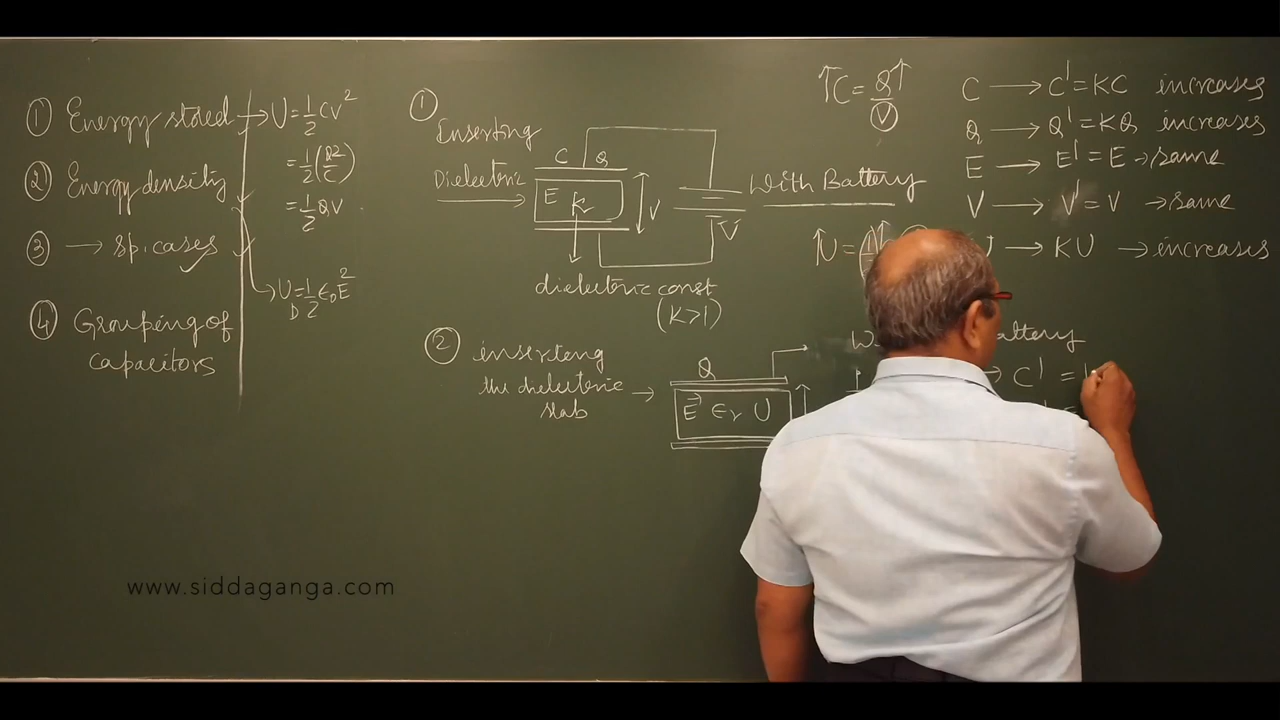 ① Energy stored → U = 1/2 CV²
= 1/2 (Q²/C)
= 1/2 QV
② Energy density
③ → sp. cases
U_D = 1/2 ε₀E²
④ Grouping of
capacitors
①
Inserting
Dielectric
C Q
E K
V
V
With Battery
dielectric const
(K>1)
↑C = Q↑/V
C → C' = KC increases
Q → Q' = KQ increases
E → E' = E → same
V → V' = V → same
→ KU → increases
↑U =
② inserteng
the dielectric →
slab
Q
E⃗ ϵr U
attery
→ C' =
www.siddaganga.com